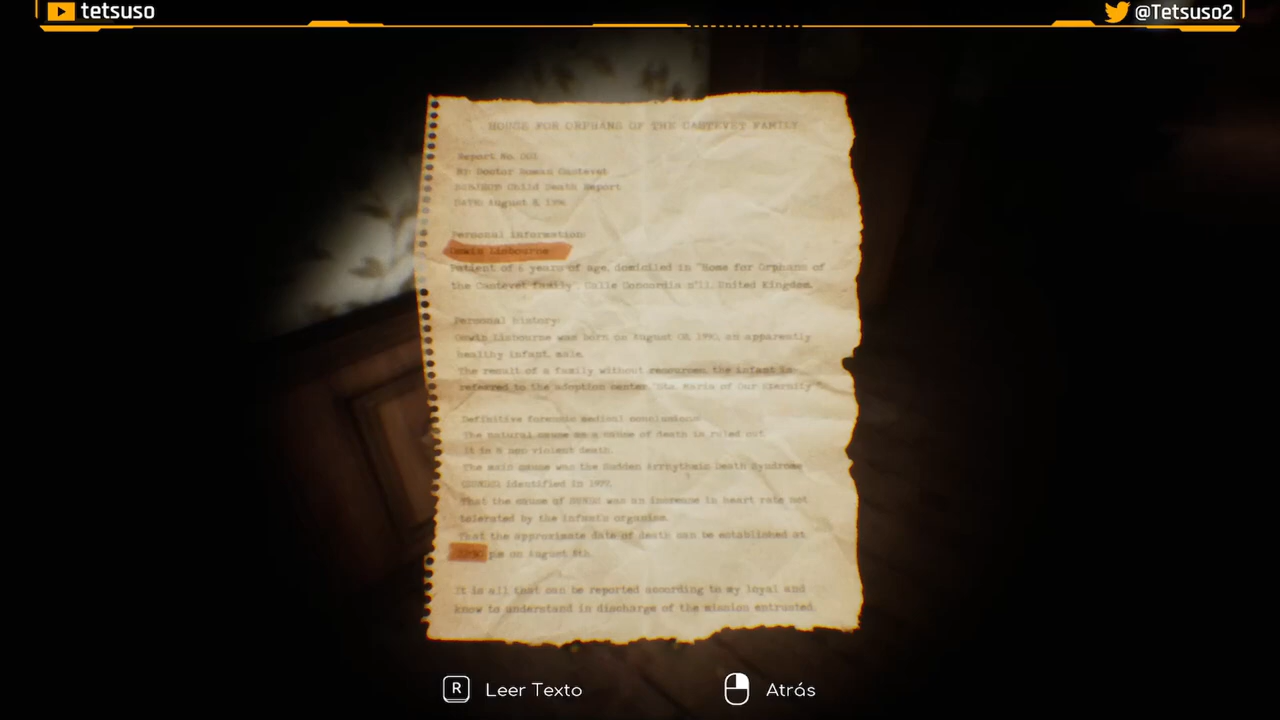 tetsuso
@Tetsuso2
HOUSE FOR ORPHANS OF THE CASTEVET FAMILY
Report No.
By: Doctor Roman Castevet
Child Death Report
DATE: August 8,
Personal information:
Lisbourne
Patient of 6 years of age, domiciled in "Home for Orphans of
the Castevet family". Calle Concordia nº11, United Kingdom.
Personal history:
Lisbourne was born on August 08, 1990, an apparently
healthy infant, male.
The result of a family without resources, the infant is
referred to the adoption center "Sta. Maria of Our Eternity".
Definitive forensic medical conclusions:
The natural cause as a cause of death is ruled out.
It is a non violent death.
The main cause was the Sudden Arrhythmic Death Syndrome
identified in 1977.
That the cause of was an increase in heart rate not
tolerated by the infant's organism.
That the approximate date of death can be established at
pm on August 8th.
It is all that can be reported according to my loyal and
know to understand in discharge of the mission entrusted.
R Leer Texto
Atrás